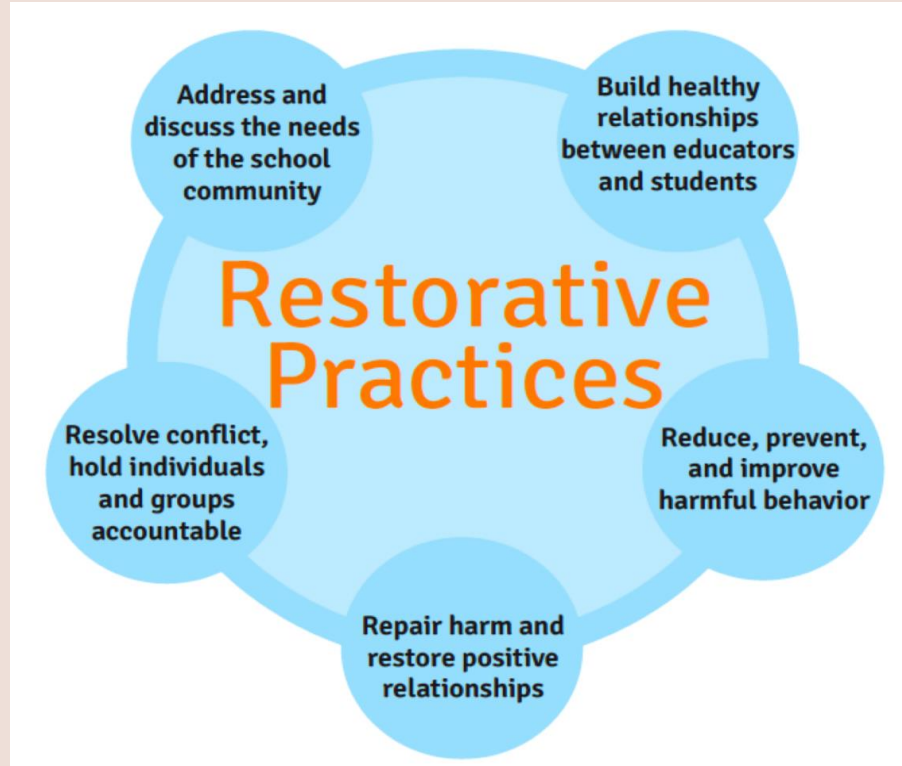 Address and
discuss the needs
of the school
community
Build healthy
relationships
between educators
and students
Restorative
Practices
Resolve conflict,
hold individuals
and groups
accountable
Reduce, prevent,
and improve
harmful behavior
Repair harm and
restore positive
relationships